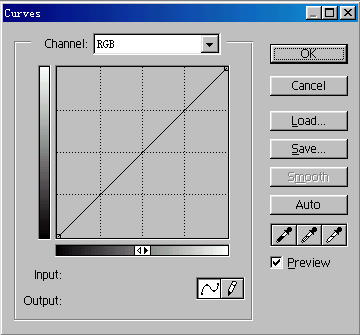 Curves
Channel: RGB
OK
Cancel
Load...
Save...
Smooth
Auto
Preview
Input:
Output: